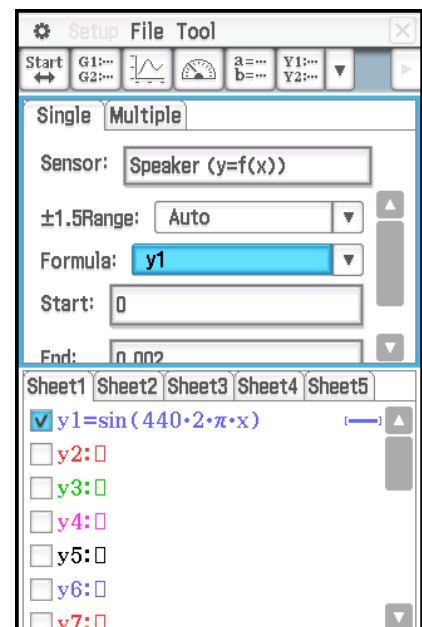 Setup File Tool
Start G1:··· G2:··· a=··· b=··· Y1:··· Y2:···
Single Multiple
Sensor: Speaker (y=f(x))
±1.5Range: Auto
Formula: y1
Start: 0
End: 0.002
Sheet1 Sheet2 Sheet3 Sheet4 Sheet5
y1=sin(440·2·π·x)
y2:▯
y3:▯
y4:▯
y5:▯
y6:▯
y7:▯